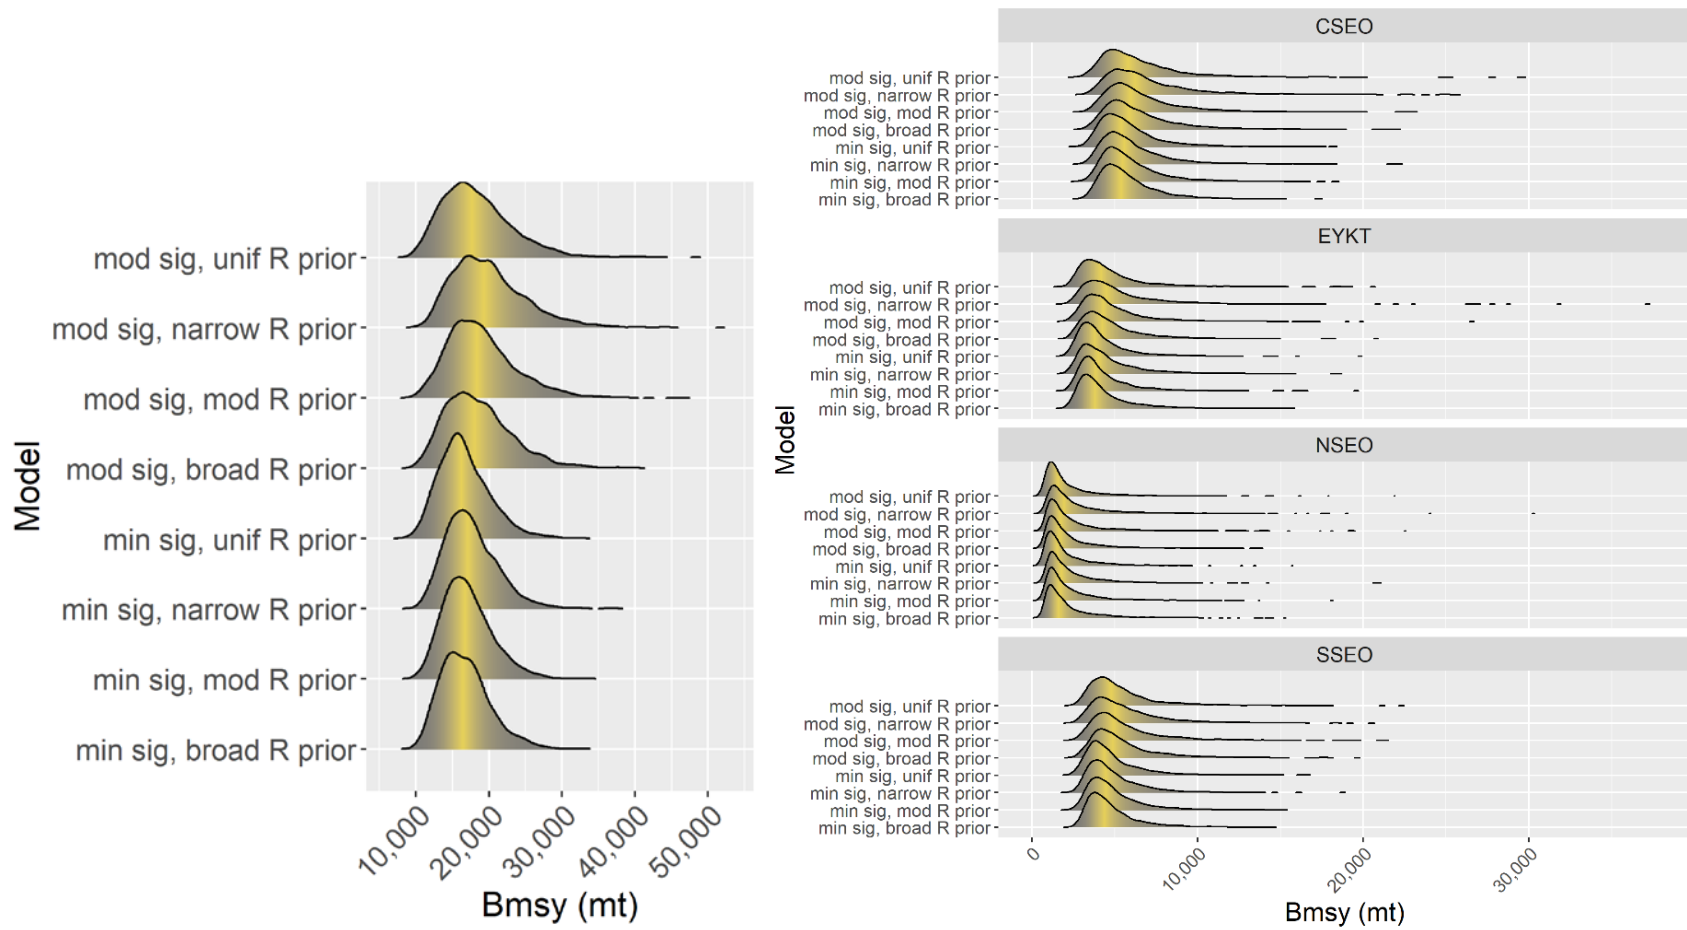 Model
mod sig, unif R prior
mod sig, narrow R prior
mod sig, mod R prior
mod sig, broad R prior
min sig, unif R prior
min sig, narrow R prior
min sig, mod R prior
min sig, broad R prior
10,000
20,000
30,000
40,000
50,000
Bmsy (mt)
Model
CSEO
mod sig, unif R prior
mod sig, narrow R prior
mod sig, mod R prior
mod sig, broad R prior
min sig, unif R prior
min sig, narrow R prior
min sig, mod R prior
min sig, broad R prior
EYKT
mod sig, unif R prior
mod sig, narrow R prior
mod sig, mod R prior
mod sig, broad R prior
min sig, unif R prior
min sig, narrow R prior
min sig, mod R prior
min sig, broad R prior
NSEO
mod sig, unif R prior
mod sig, narrow R prior
mod sig, mod R prior
mod sig, broad R prior
min sig, unif R prior
min sig, narrow R prior
min sig, mod R prior
min sig, broad R prior
SSEO
mod sig, unif R prior
mod sig, narrow R prior
mod sig, mod R prior
mod sig, broad R prior
min sig, unif R prior
min sig, narrow R prior
min sig, mod R prior
min sig, broad R prior
0
10,000
20,000
30,000
Bmsy (mt)